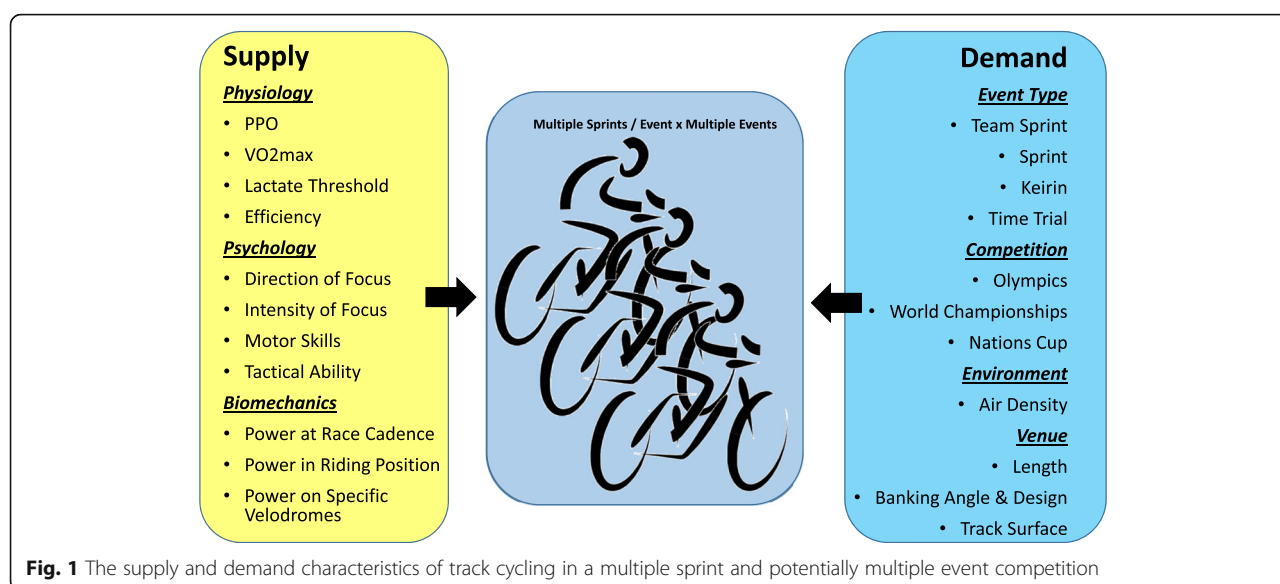 Supply
Physiology
• PPO
• VO2max
• Lactate Threshold
• Efficiency
Psychology
• Direction of Focus
• Intensity of Focus
• Motor Skills
• Tactical Ability
Biomechanics
• Power at Race Cadence
• Power in Riding Position
• Power on Specific
Velodromes
Multiple Sprints / Event x Multiple Events
Demand
Event Type
• Team Sprint
• Sprint
• Keirin
• Time Trial
Competition
• Olympics
• World Championships
• Nations Cup
Environment
• Air Density
Venue
• Length
• Banking Angle & Design
• Track Surface
Fig. 1 The supply and demand characteristics of track cycling in a multiple sprint and potentially multiple event competition